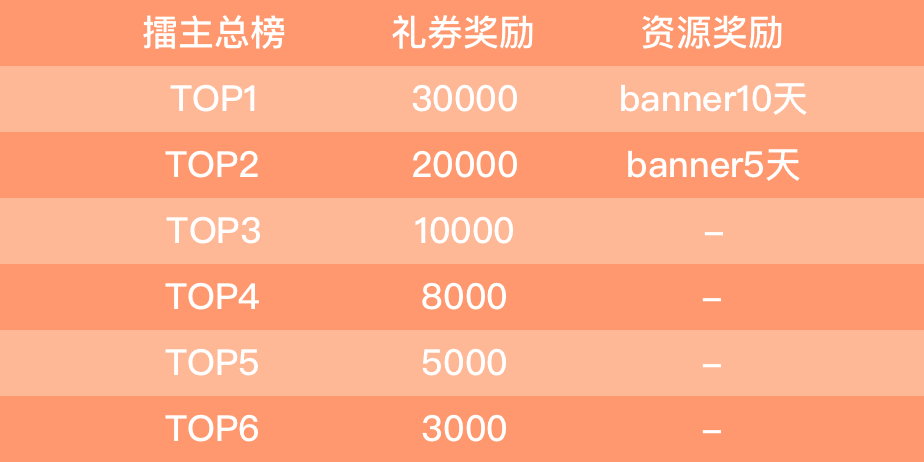 擂主总榜 礼券奖励 资源奖励
TOP1 30000 banner10天
TOP2 20000 banner5天
TOP3 10000 –
TOP4 8000 –
TOP5 5000 –
TOP6 3000 –